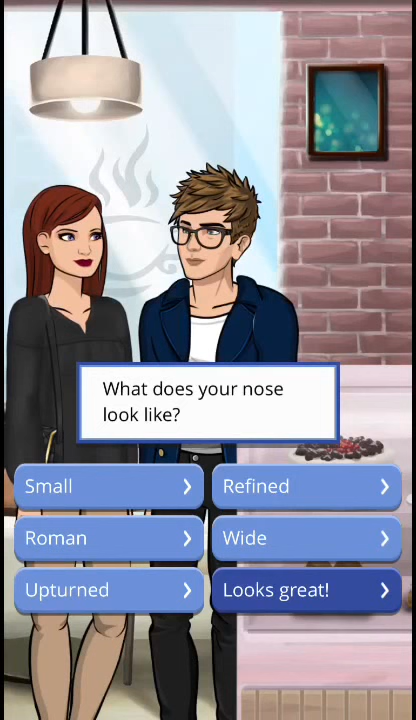 What does your nose
look like?
Small
Refined
Roman
Wide
Upturned
Looks great!